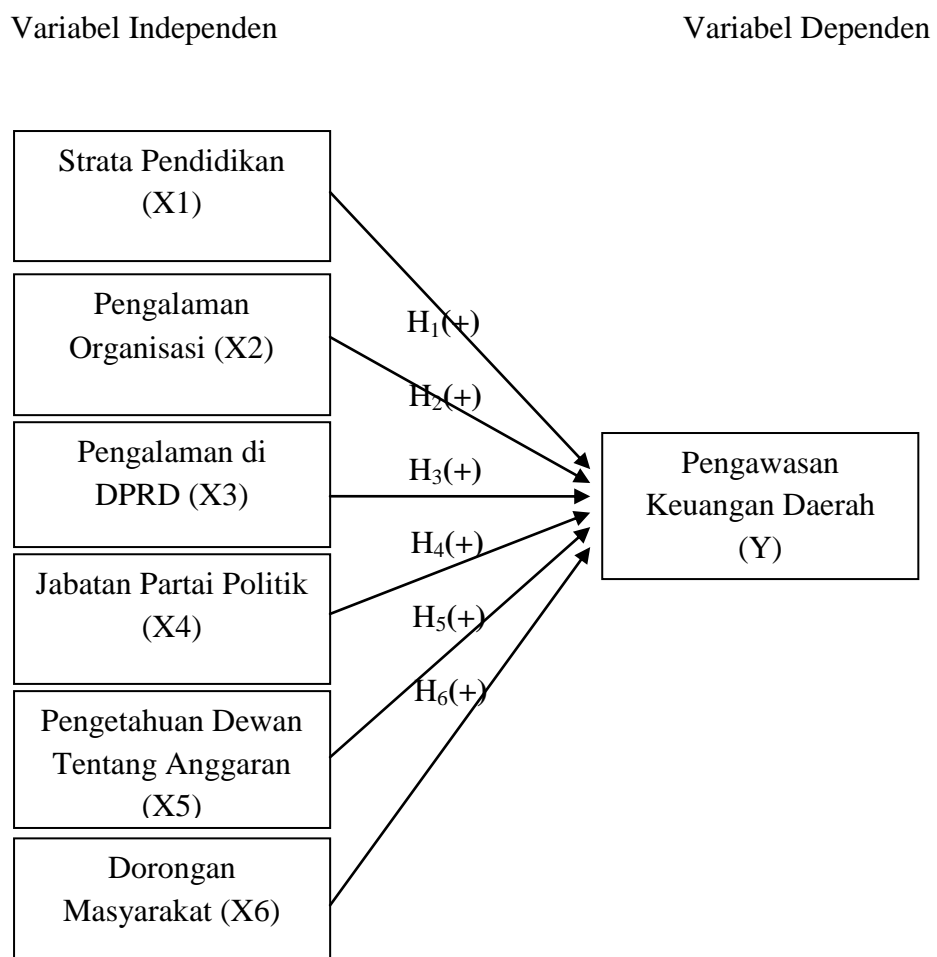 Variabel Independen
Variabel Dependen
Strata Pendidikan
(X1)
Pengalaman
Organisasi (X2)
Pengalaman di
DPRD (X3)
Jabatan Partai Politik
(X4)
Pengetahuan Dewan
Tentang Anggaran
(X5)
Dorongan
Masyarakat (X6)
H₁(+)
H₂(+)
H₃(+)
H₄(+)
H₅(+)
H₆(+)
Pengawasan
Keuangan Daerah
(Y)